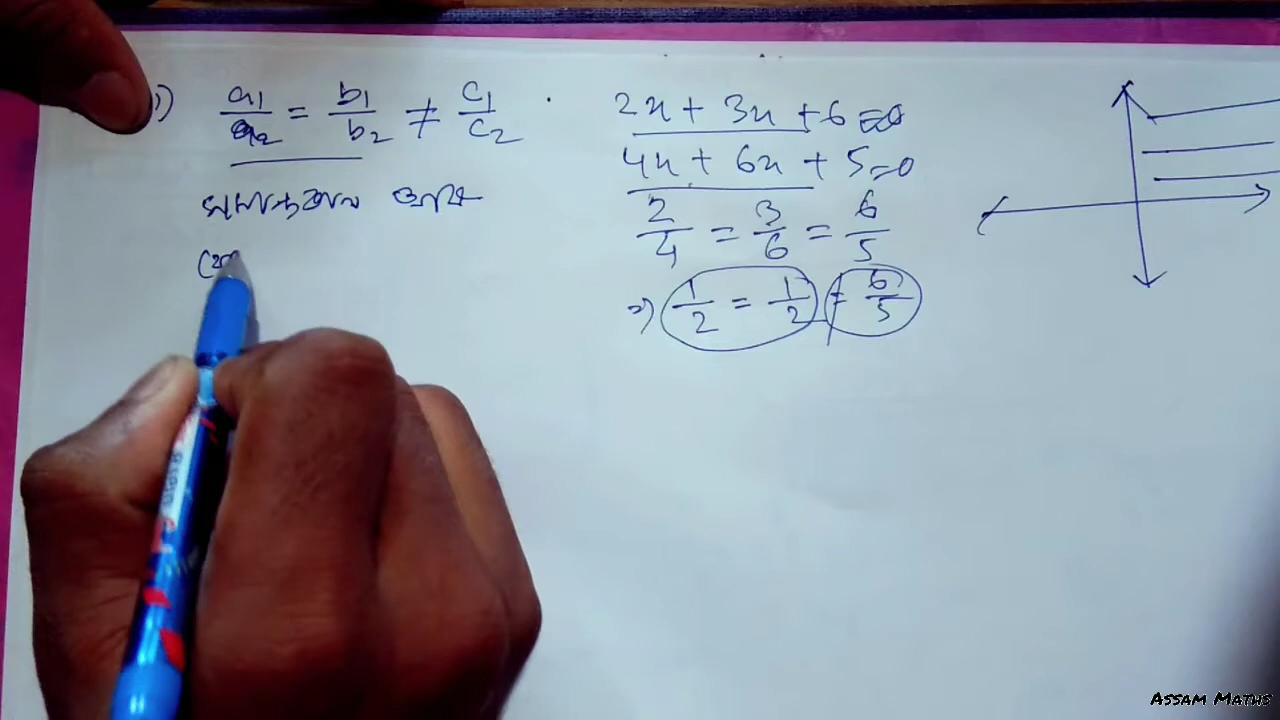 ii) a1/a2 = b1/b2 ≠ c1/c2
সমান্তৰাল
2x + 3x + 6 = 0
4x + 6x + 5 = 0
2/4 = 3/6 = 6/5
⇒) 1/2 = 1/2 ≠ 6/5
ASSAM MATHS